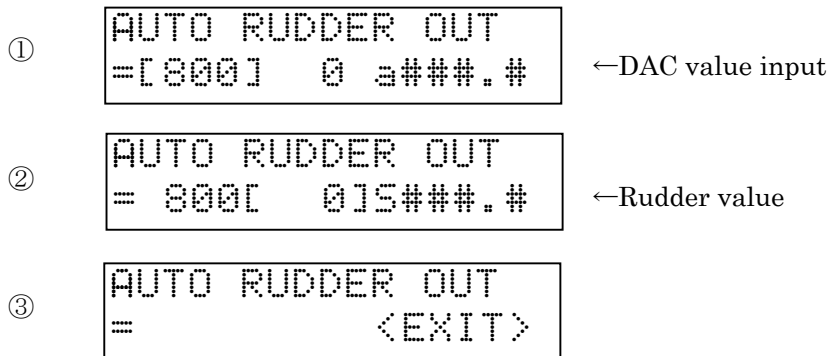 ① AUTO RUDDER OUT
=[800] 0 a###.# ←DAC value input
② AUTO RUDDER OUT
= 800[ 0]S###.# ←Rudder value
③ AUTO RUDDER OUT
= <EXIT>